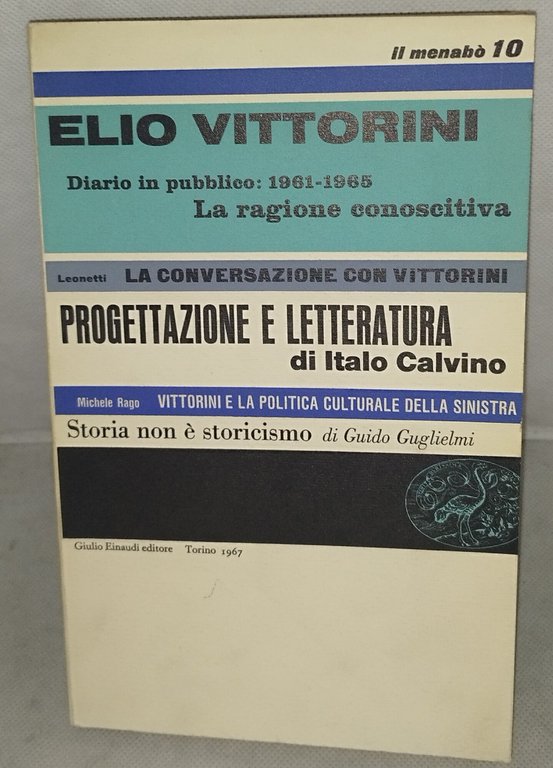 il menabò 10
ELIO VITTORINI
Diario in pubblico: 1961-1965
La ragione conoscitiva
Leonetti LA CONVERSAZIONE CON VITTORINI
PROGETTAZIONE E LETTERATURA
di Italo Calvino
Michele Rago VITTORINI E LA POLITICA CULTURALE DELLA SINISTRA
Storia non è storicismo di Guido Guglielmi
Giulio Einaudi editore Torino 1967